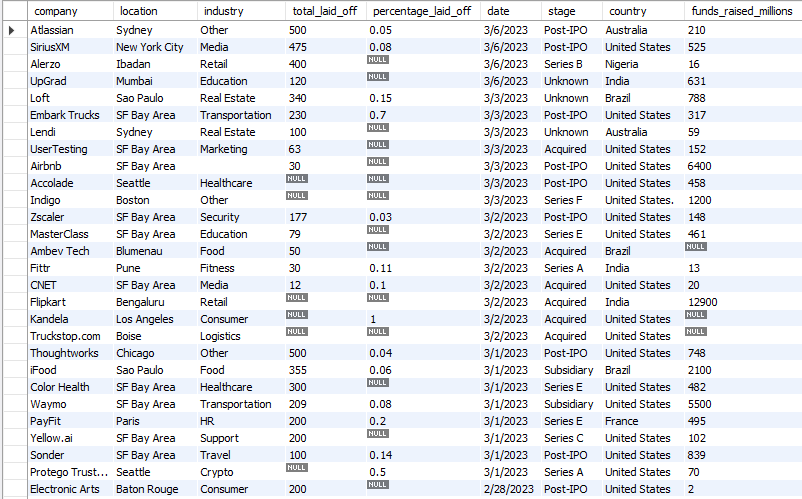 company location industry total_laid_off percentage_laid_off date stage country funds_raised_millions
Atlassian Sydney Other 500 0.05 3/6/2023 Post-IPO Australia 210
SiriusXM New York City Media 475 0.08 3/6/2023 Post-IPO United States 525
Alerzo Ibadan Retail 400 NULL 3/6/2023 Series B Nigeria 16
UpGrad Mumbai Education 120 NULL 3/6/2023 Unknown India 631
Loft Sao Paulo Real Estate 340 0.15 3/3/2023 Unknown Brazil 788
Embark Trucks SF Bay Area Transportation 230 0.7 3/3/2023 Post-IPO United States 317
Lendi Sydney Real Estate 100 NULL 3/3/2023 Unknown Australia 59
UserTesting SF Bay Area Marketing 63 NULL 3/3/2023 Acquired United States 152
Airbnb SF Bay Area 30 NULL 3/3/2023 Post-IPO United States 6400
Accolade Seattle Healthcare NULL NULL 3/3/2023 Post-IPO United States 458
Indigo Boston Other NULL NULL 3/3/2023 Series F United States. 1200
Zscaler SF Bay Area Security 177 0.03 3/2/2023 Post-IPO United States 148
MasterClass SF Bay Area Education 79 NULL 3/2/2023 Series E United States 461
Ambev Tech Blumenau Food 50 NULL 3/2/2023 Acquired Brazil NULL
Fittr Pune Fitness 30 0.11 3/2/2023 Series A India 13
CNET SF Bay Area Media 12 0.1 3/2/2023 Acquired United States 20
Flipkart Bengaluru Retail NULL NULL 3/2/2023 Acquired India 12900
Kandela Los Angeles Consumer NULL 1 3/2/2023 Acquired United States NULL
Truckstop.com Boise Logistics NULL NULL 3/2/2023 Acquired United States NULL
Thoughtworks Chicago Other 500 0.04 3/1/2023 Post-IPO United States 748
iFood Sao Paulo Food 355 0.06 3/1/2023 Subsidiary Brazil 2100
Color Health SF Bay Area Healthcare 300 NULL 3/1/2023 Series E United States 482
Waymo SF Bay Area Transportation 209 0.08 3/1/2023 Subsidiary United States 5500
PayFit Paris HR 200 0.2 3/1/2023 Series E France 495
Yellow.ai SF Bay Area Support 200 NULL 3/1/2023 Series C United States 102
Sonder SF Bay Area Travel 100 0.14 3/1/2023 Post-IPO United States 839
Protego Trust... Seattle Crypto NULL 0.5 3/1/2023 Series A United States 70
Electronic Arts Baton Rouge Consumer 200 NULL 2/28/2023 Post-IPO United States 2